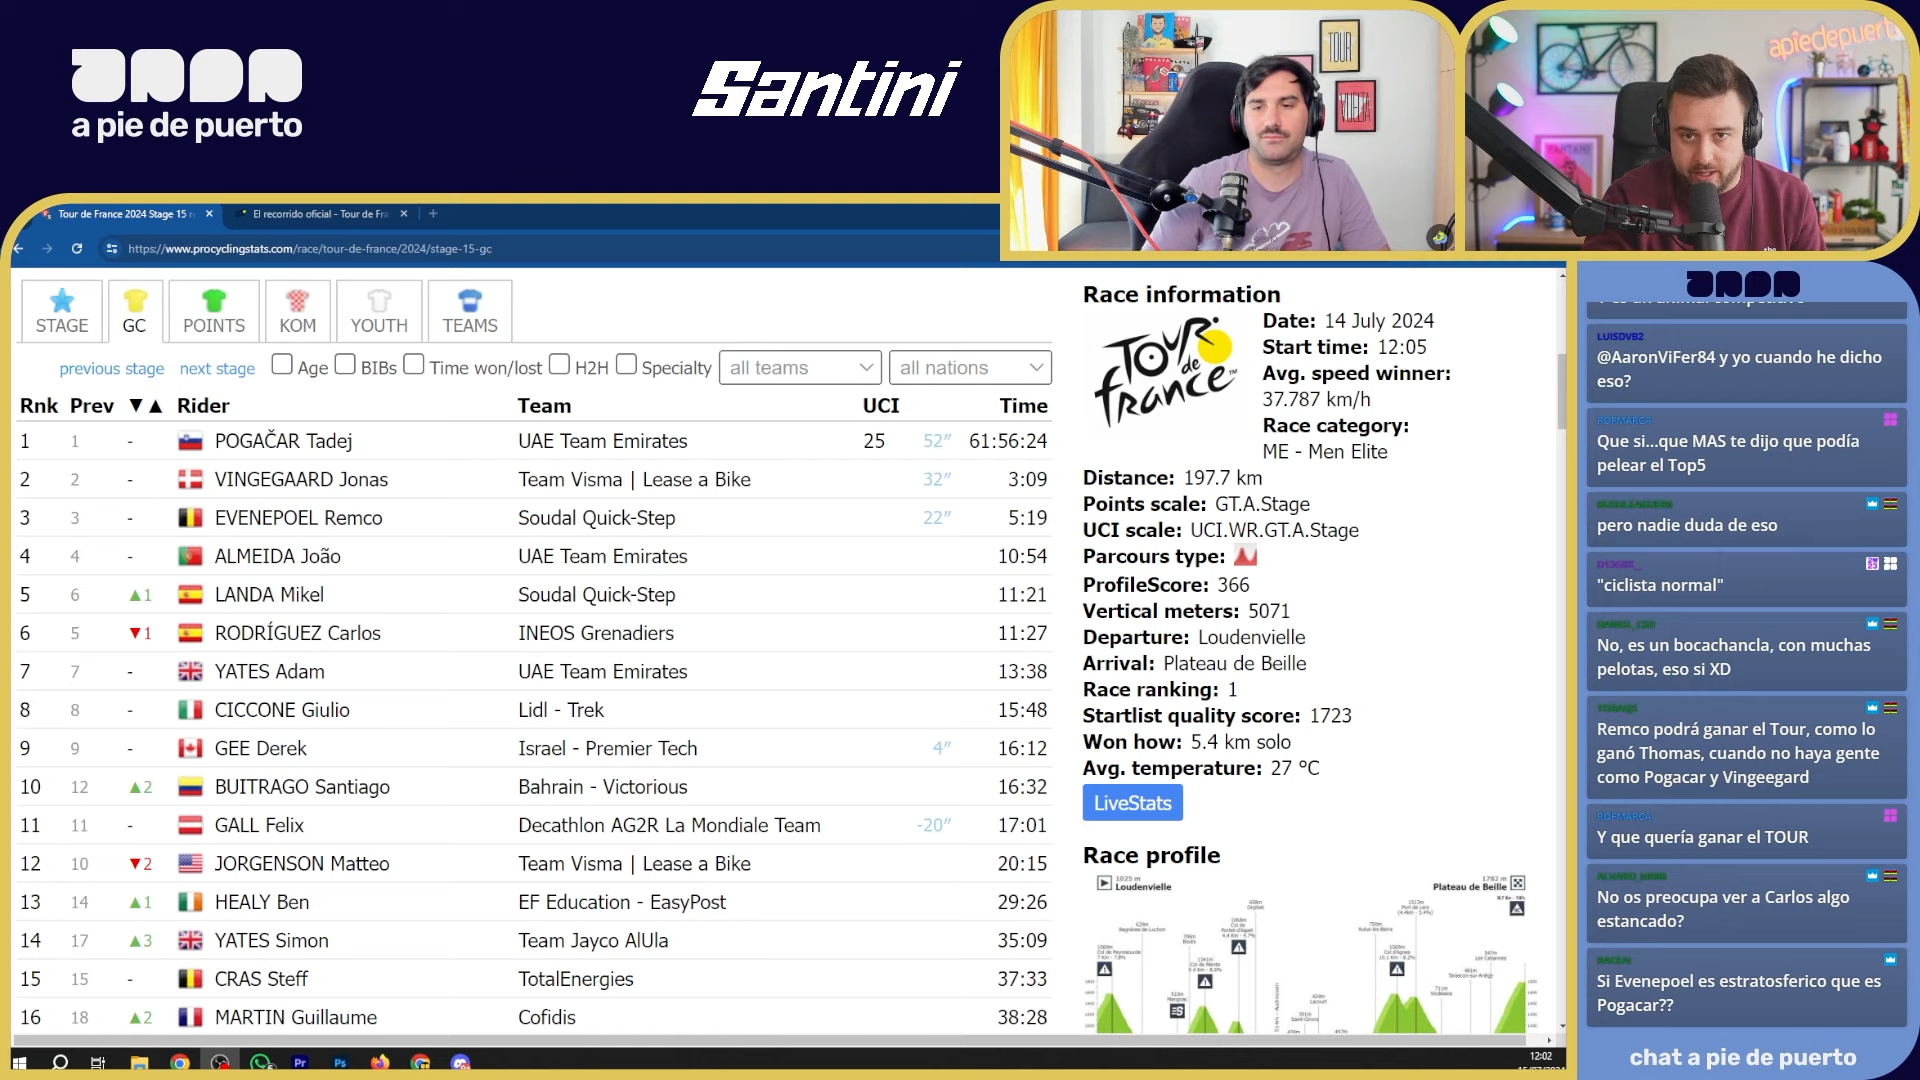 a pie de puerto
Santini
apiedepuerto
TOUR
VUELTA
Tour de France 2024 Stage 15 r
El recorrido oficial - Tour de Fra
https://www.procyclingstats.com/race/tour-de-france/2024/stage-15-gc
STAGE GC POINTS KOM YOUTH TEAMS
previous stage next stage Age BIBs Time won/lost H2H Specialty all teams all nations
Rnk Prev ▼▲ Rider Team UCI Time
1 1 - POGAČAR Tadej UAE Team Emirates 25 52″ 61:56:24
2 2 - VINGEGAARD Jonas Team Visma | Lease a Bike 32″ 3:09
3 3 - EVENEPOEL Remco Soudal Quick-Step 22″ 5:19
4 4 - ALMEIDA João UAE Team Emirates 10:54
5 6 ▲1 LANDA Mikel Soudal Quick-Step 11:21
6 5 ▼1 RODRÍGUEZ Carlos INEOS Grenadiers 11:27
7 7 - YATES Adam UAE Team Emirates 13:38
8 8 - CICCONE Giulio Lidl - Trek 15:48
9 9 - GEE Derek Israel - Premier Tech 4″ 16:12
10 12 ▲2 BUITRAGO Santiago Bahrain - Victorious 16:32
11 11 - GALL Felix Decathlon AG2R La Mondiale Team -20″ 17:01
12 10 ▼2 JORGENSON Matteo Team Visma | Lease a Bike 20:15
13 14 ▲1 HEALY Ben EF Education - EasyPost 29:26
14 17 ▲3 YATES Simon Team Jayco AlUla 35:09
15 15 - CRAS Steff TotalEnergies 37:33
16 18 ▲2 MARTIN Guillaume Cofidis 38:28
Race information
TOUR de france
Date: 14 July 2024
Start time: 12:05
Avg. speed winner:
37.787 km/h
Race category:
ME - Men Elite
Distance: 197.7 km
Points scale: GT.A.Stage
UCI scale: UCI.WR.GT.A.Stage
Parcours type:
ProfileScore: 366
Vertical meters: 5071
Departure: Loudenvielle
Arrival: Plateau de Beille
Race ranking: 1
Startlist quality score: 1723
Won how: 5.4 km solo
Avg. temperature: 27 °C
LiveStats
Race profile
1025 m
Loudenvielle
1782 m
Plateau de Beille
12:02
LUISDVB2
@AaronViFer84 y yo cuando he dicho
eso?
ROFMARCA
Que si...que MAS te dijo que podía
pelear el Top5
pero nadie duda de eso
"ciclista normal"
No, es un bocachancla, con muchas
pelotas, eso si XD
Remco podrá ganar el Tour, como lo
ganó Thomas, cuando no haya gente
como Pogacar y Vingeegard
ROFMARCA
Y que quería ganar el TOUR
No os preocupa ver a Carlos algo
estancado?
Si Evenepoel es estratosferico que es
Pogacar??
chat a pie de puerto